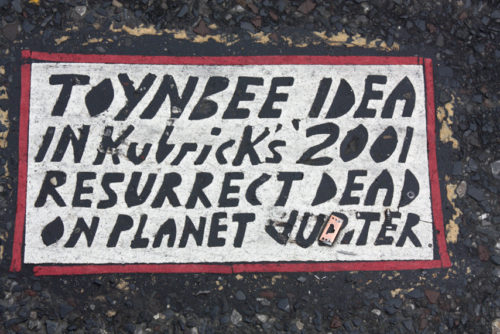 TOYNBEE IDEA
IN Kubrick's '2001
RESURRECT DEAD
ON PLANET JUPITER